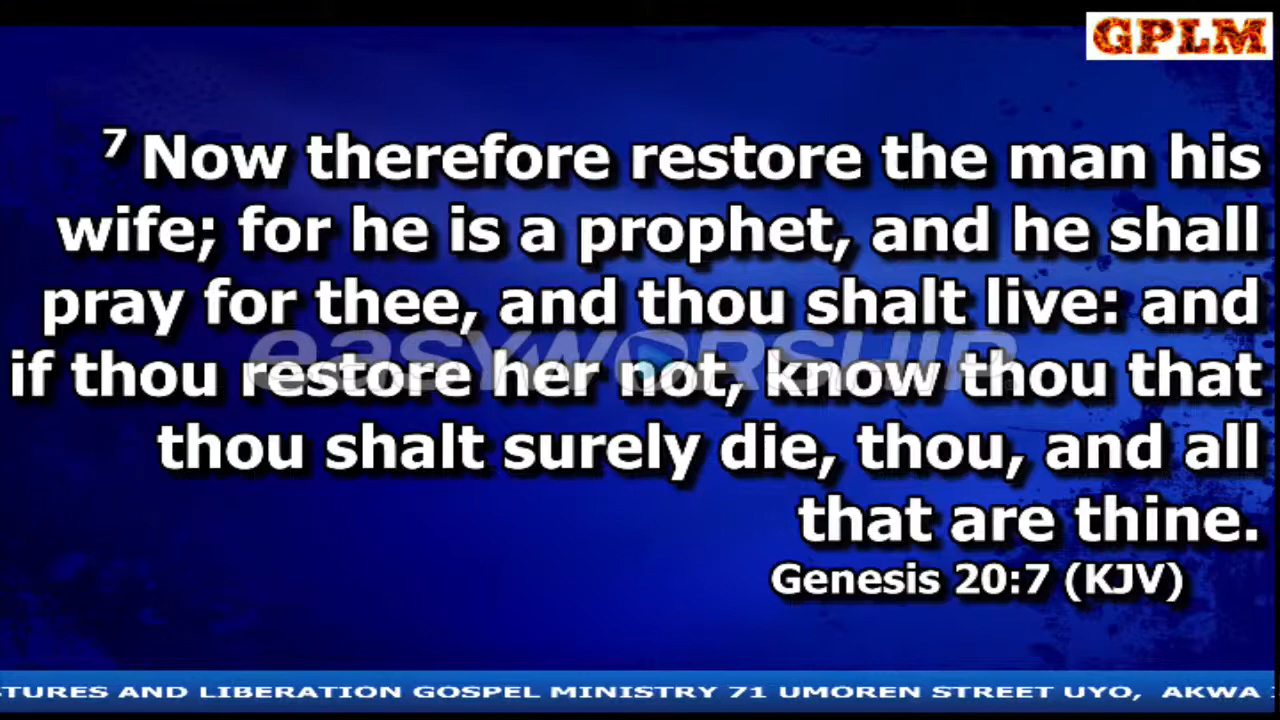 GPLM
7 Now therefore restore the man his
wife; for he is a prophet, and he shall
pray for thee, and thou shalt live: and
if thou restore her not, know thou that
thou shalt surely die, thou, and all
that are thine.
Genesis 20:7 (KJV)
easyworship
TURES AND LIBERATION GOSPEL MINISTRY 71 UMOREN STREET UYO, AKWA